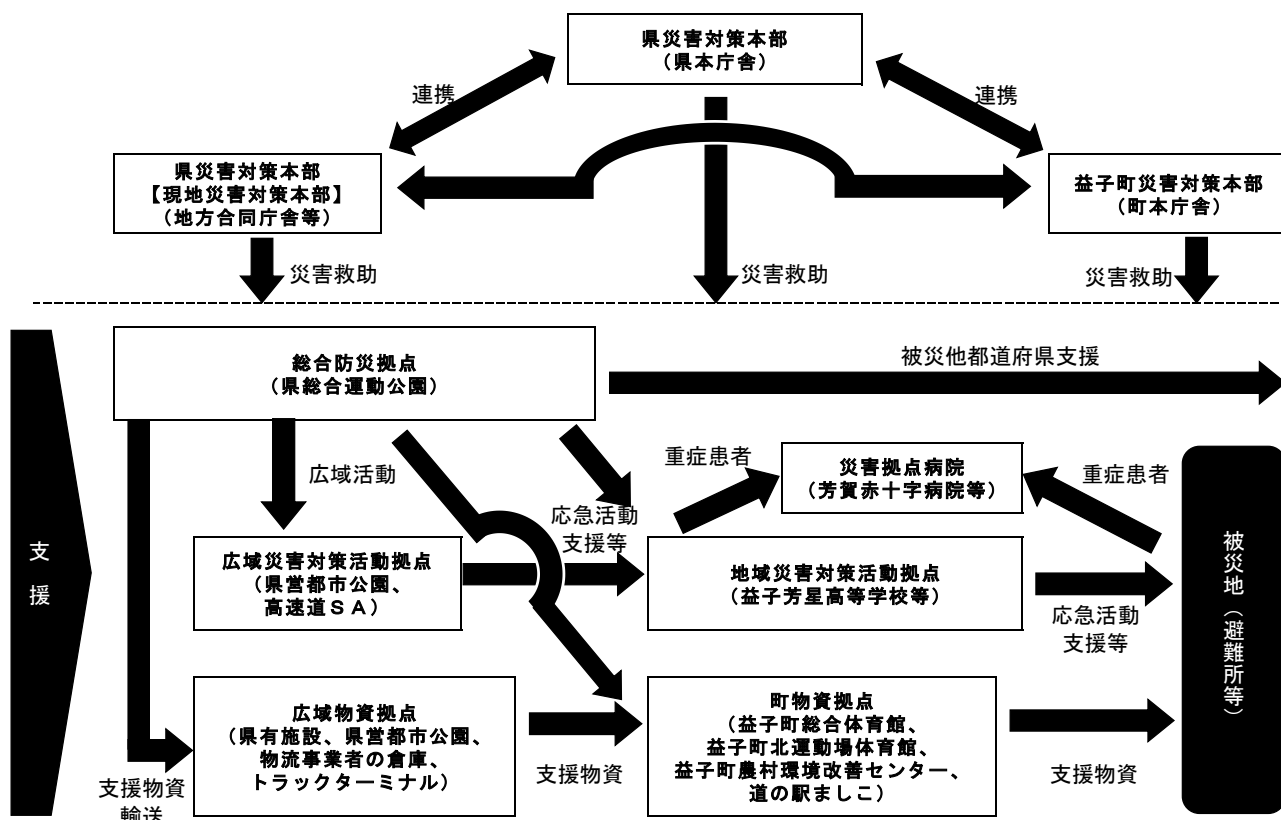 県災害対策本部
（県本庁舎）
連携
連携
県災害対策本部
【現地災害対策本部】
（地方合同庁舎等）
益子町災害対策本部
（町本庁舎）
災害救助
災害救助
災害救助
支援
総合防災拠点
（県総合運動公園）
被災他都道府県支援
広域活動
応急活動
支援等
重症患者
災害拠点病院
（芳賀赤十字病院等）
重症患者
広域災害対策活動拠点
（県営都市公園、
高速道ＳＡ）
地域災害対策活動拠点
（益子芳星高等学校等）
応急活動
支援等
被災地（避難所等）
広域物資拠点
（県有施設、県営都市公園、
物流事業者の倉庫、
トラックターミナル）
町物資拠点
（益子町総合体育館、
益子町北運動場体育館、
益子町農村環境改善センター、
道の駅ましこ）
支援物資
輸送
支援物資
支援物資